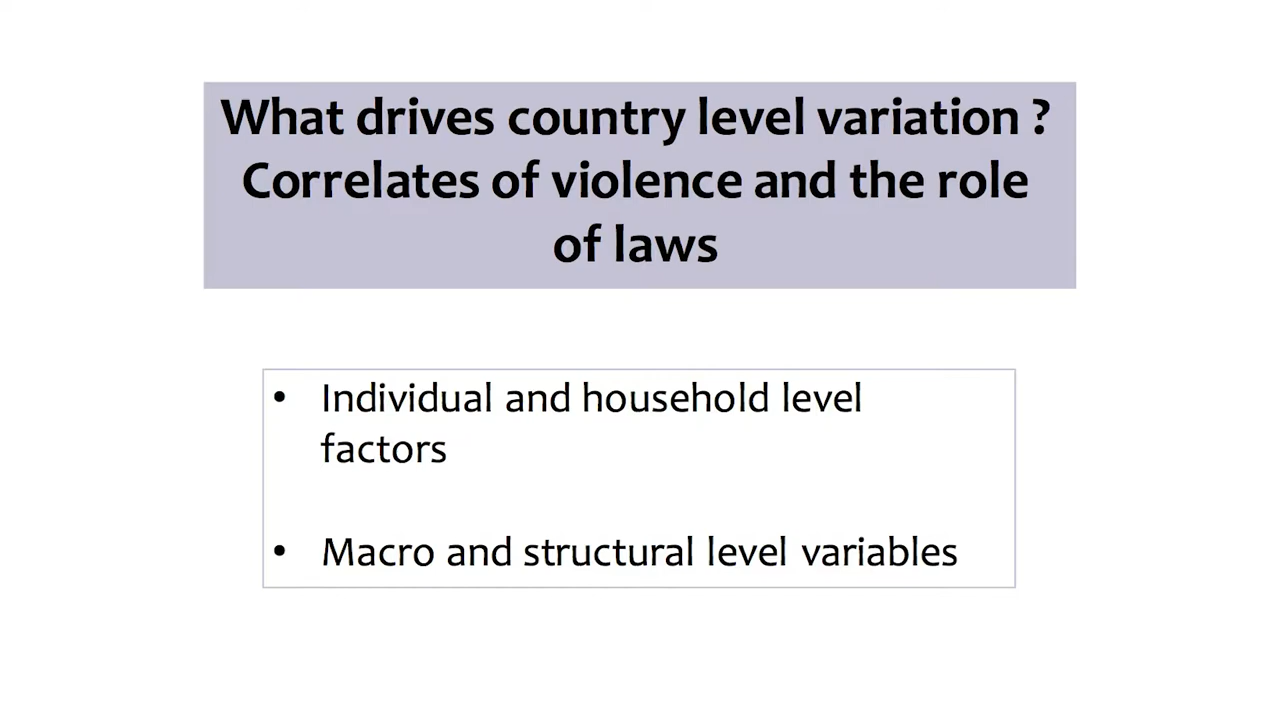 What drives country level variation ?
Correlates of violence and the role
of laws
• Individual and household level
factors
• Macro and structural level variables